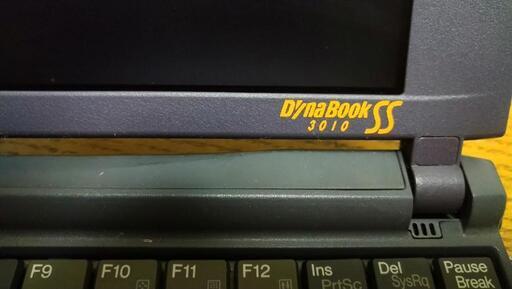 DynaBook SS
3010
F9 F10 F11 F12 Ins Del Pause
PrtSc SysRq Break